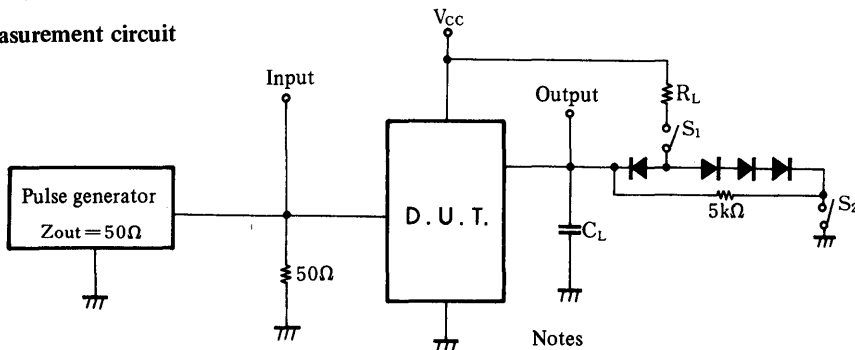 asurement circuit
VCC
Input
Output
RL
S1
Pulse generator
Zout=50Ω
D.U.T.
5kΩ
S2
CL
50Ω
Notes